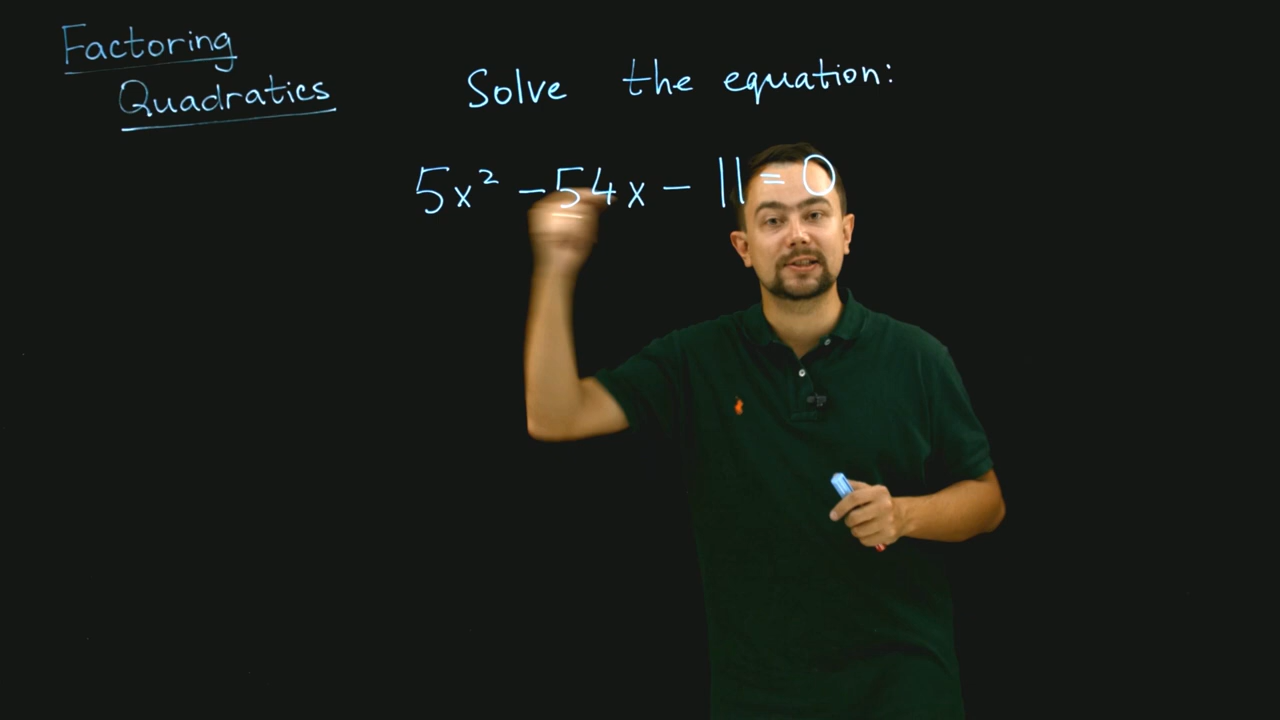 Factoring
Quadratics
Solve the equation:
5x² - 54x - 11 = 0